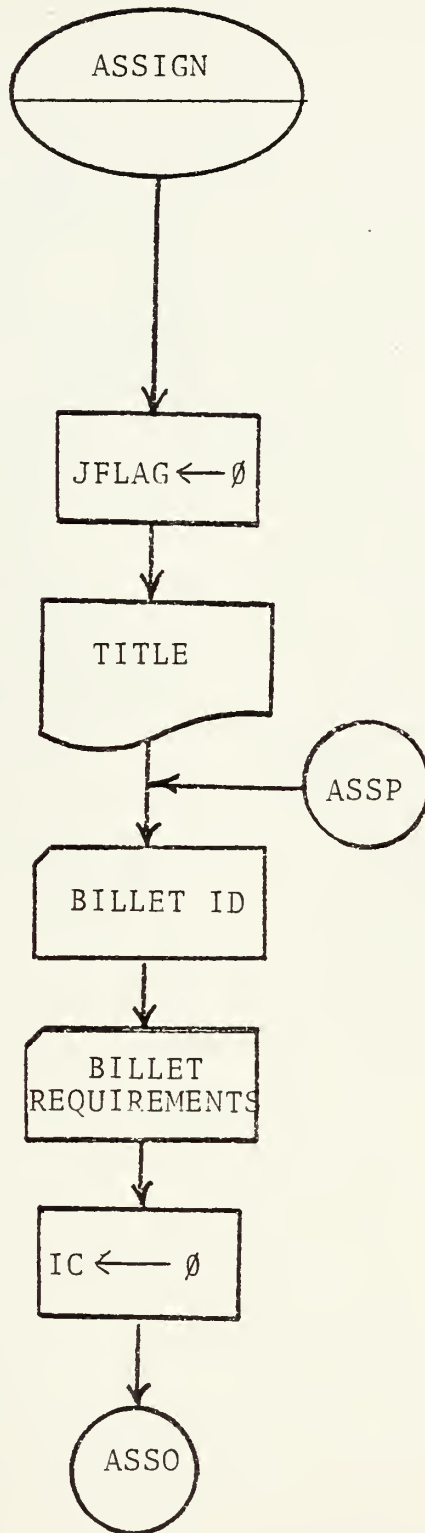 ASSIGN
JFLAG ← Ø
TITLE
ASSP
BILLET ID
BILLET
REQUIREMENTS
IC ← Ø
ASSO